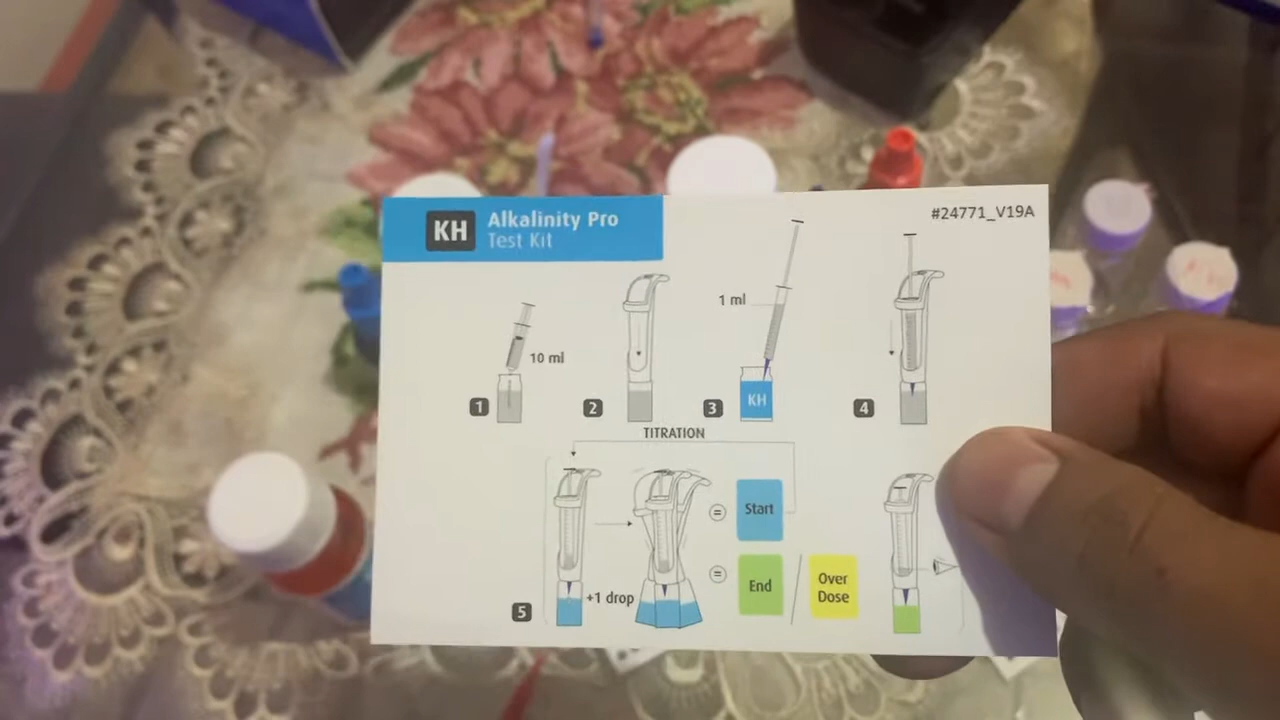 KH
Alkalinity Pro
Test Kit
#24771_V19A
1
10 ml
2
3
1 ml
KH
4
TITRATION
5
+1 drop
= Start
= End / Over
Dose